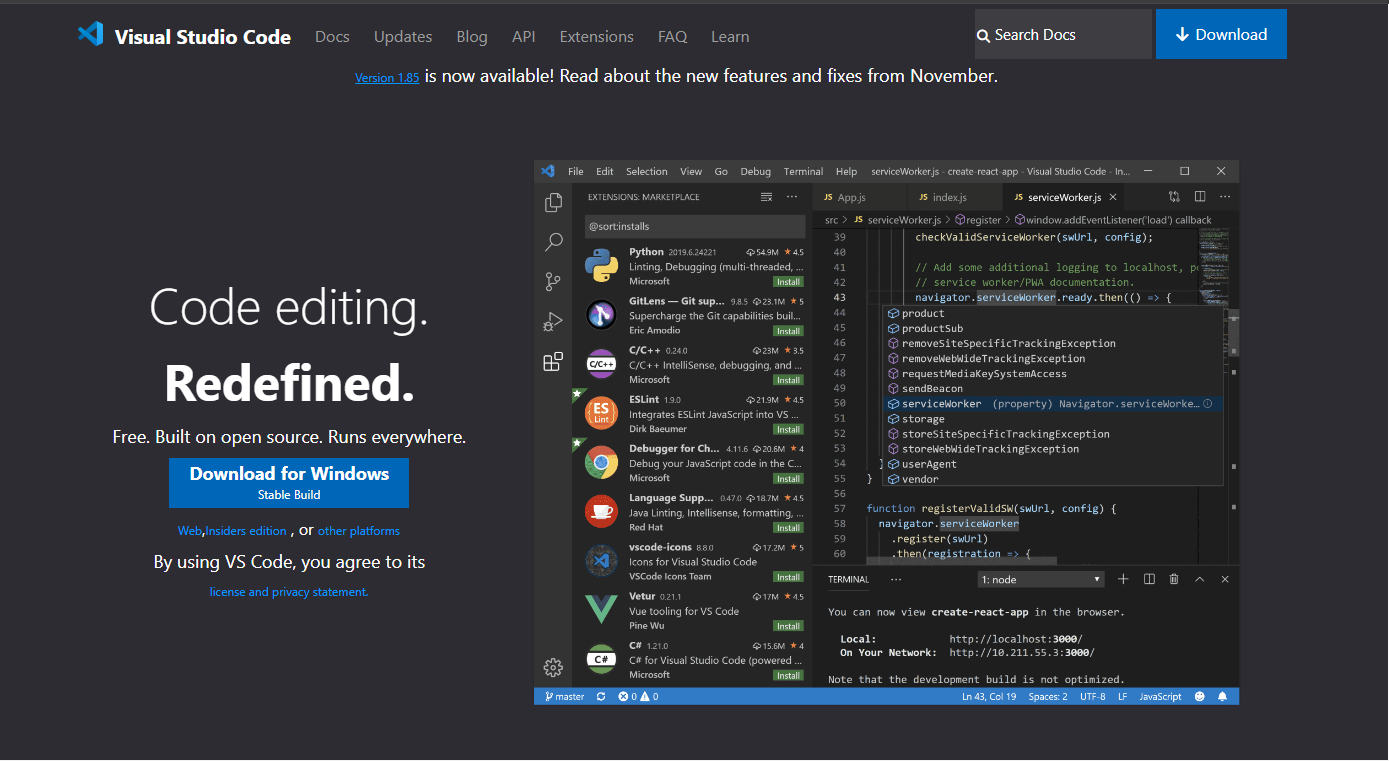 Visual Studio Code Docs Updates Blog API Extensions FAQ Learn Search Docs Download
Version 1.85 is now available! Read about the new features and fixes from November.
Code editing.
Redefined.
Free. Built on open source. Runs everywhere.
Download for Windows
Stable Build
Web,Insiders edition , or other platforms
By using VS Code, you agree to its
license and privacy statement.
File Edit Selection View Go Debug Terminal Help serviceWorker.js - create-react-app - Visual Studio Code - In...
EXTENSIONS: MARKETPLACE
@sort:installs
Python 2019.6.24221 54.9M 4.5
Linting, Debugging (multi-threaded, ...
Microsoft Install
GitLens — Git sup... 9.8.5 23.1M 5
Supercharge the Git capabilities buil...
Eric Amodio Install
C/C++ 0.24.0 23M 3.5
C/C++
C/C++ IntelliSense, debugging, and ...
Microsoft Install
ESLint 1.9.0 21.9M 4.5
ES
Lint
Integrates ESLint JavaScript into VS ...
Dirk Baeumer Install
Debugger for Ch... 4.11.6 20.6M 4
Debug your JavaScript code in the C...
Microsoft Install
Language Supp... 0.47.0 18.7M 4.5
Java Linting, Intellisense, formatting, ...
Red Hat Install
vscode-icons 8.8.0 17.2M 5
Icons for Visual Studio Code
VSCode Icons Team Install
Vetur 0.21.1 17M 4.5
Vue tooling for VS Code
Pine Wu Install
C# 1.21.0 15.6M 4
C#
C# for Visual Studio Code (powered ...
Microsoft Install
JS App.js JS index.js JS serviceWorker.js
src > JS serviceWorker.js > register > window.addEventListener('load') callback
39 checkValidServiceWorker(swUrl, config);
40
41 // Add some additional logging to localhost, po
42 // service worker/PWA documentation.
43 navigator.serviceWorker.ready.then(() => {
44 product
45 productSub
46 removeSiteSpecificTrackingException
47 removeWebWideTrackingException
48 requestMediaKeySystemAccess
49 sendBeacon
50 serviceWorker (property) Navigator.serviceWorke...
51 storage
52 storeSiteSpecificTrackingException
53 storeWebWideTrackingException
54 } userAgent
55 } vendor
56
57 function registerValidSW(swUrl, config) {
58 navigator.serviceWorker
59 .register(swUrl)
60 .then(registration => {
TERMINAL ... 1: node
You can now view create-react-app in the browser.
Local: http://localhost:3000/
On Your Network: http://10.211.55.3:3000/
Note that the development build is not optimized.
master 0 0 Ln 43, Col 19 Spaces: 2 UTF-8 LF JavaScript